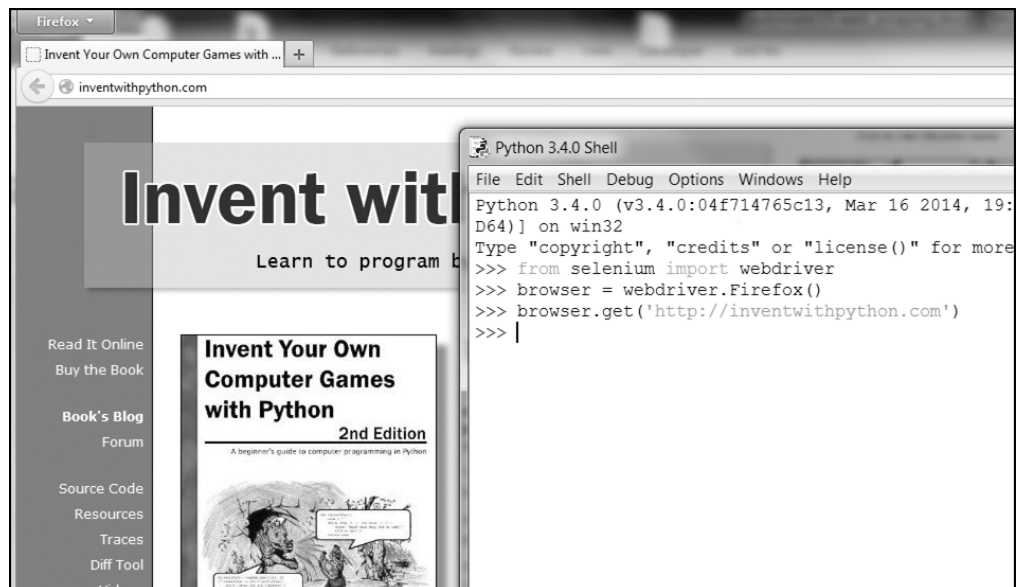 Firefox
Invent Your Own Computer Games with ...
+
inventwithpython.com
Invent wit
Learn to program b
Read It Online
Buy the Book
Book's Blog
Forum
Source Code
Resources
Traces
Diff Tool
Invent Your Own
Computer Games
with Python
2nd Edition
A beginner's guide to computer programming in Python
Python 3.4.0 Shell
File Edit Shell Debug Options Windows Help
Python 3.4.0 (v3.4.0:04f714765c13, Mar 16 2014, 19:
D64)] on win32
Type "copyright", "credits" or "license()" for more
>>> from selenium import webdriver
>>> browser = webdriver.Firefox()
>>> browser.get('http://inventwithpython.com')
>>>